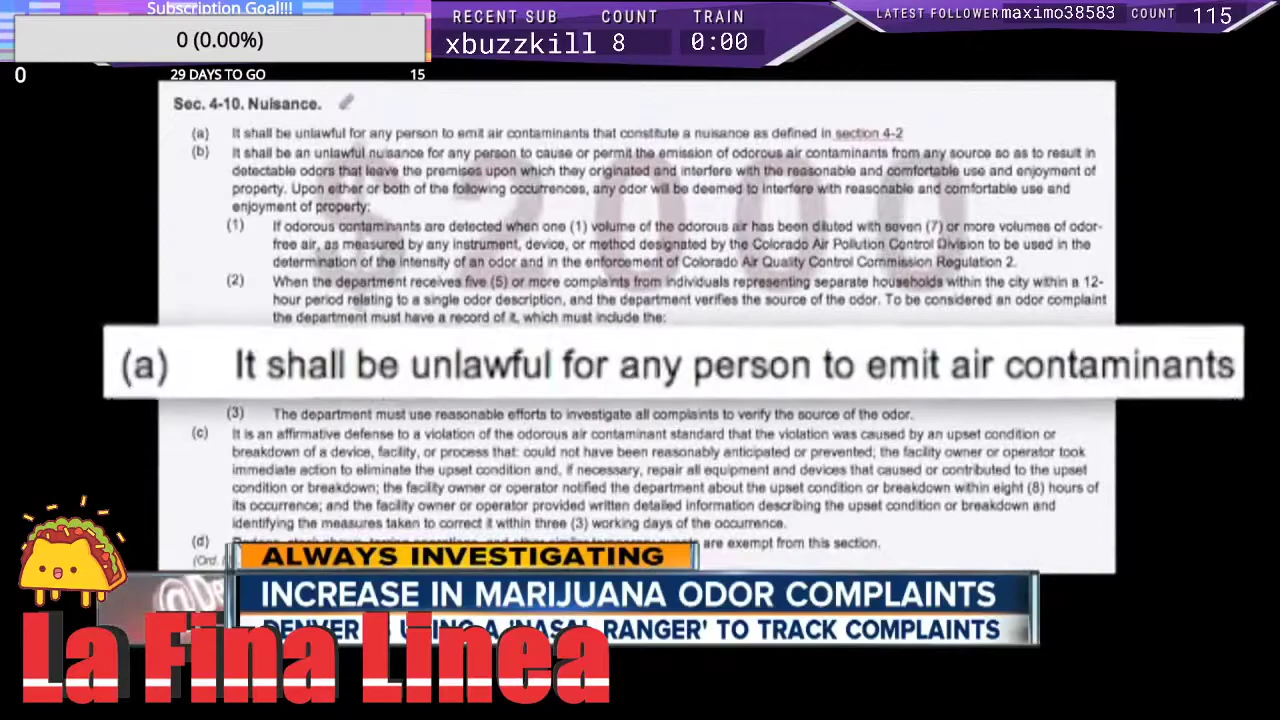 Subscription Goal!!!
0 (0.00%)
0 29 DAYS TO GO 15
RECENT SUB COUNT TRAIN
xbuzzkill 8 0:00
LATEST FOLLOWER maximo38583 COUNT 115
Sec. 4-10. Nuisance.
(a) It shall be unlawful for any person to emit air contaminants that constitute a nuisance as defined in section 4-2
(b) It shall be an unlawful nuisance for any person to cause or permit the emission of odorous air contaminants from any source so as to result in
detectable odors that leave the premises upon which they originated and interfere with the reasonable and comfortable use and enjoyment of
property. Upon either or both of the following occurrences, any odor will be deemed to interfere with reasonable and comfortable use and
enjoyment of property:
(1) If odorous contaminants are detected when one (1) volume of the odorous air has been diluted with seven (7) or more volumes of odor-
free air, as measured by any instrument, device, or method designated by the Colorado Air Pollution Control Division to be used in the
determination of the intensity of an odor and in the enforcement of Colorado Air Quality Control Commission Regulation 2.
(2) When the department receives five (5) or more complaints from individuals representing separate households within the city within a 12-
hour period relating to a single odor description, and the department verifies the source of the odor. To be considered an odor complaint
the department must have a record of it, which must include the:
$2000
(a) It shall be unlawful for any person to emit air contaminants
(3) The department must use reasonable efforts to investigate all complaints to verify the source of the odor.
(c) It is an affirmative defense to a violation of the odorous air contaminant standard that the violation was caused by an upset condition or
breakdown of a device, facility, or process that: could not have been reasonably anticipated or prevented; the facility owner or operator took
immediate action to eliminate the upset condition and, if necessary, repair all equipment and devices that caused or contributed to the upset
condition or breakdown; the facility owner or operator notified the department about the upset condition or breakdown within eight (8) hours of
its occurrence; and the facility owner or operator provided written detailed information describing the upset condition or breakdown and
identifying the measures taken to correct it within three (3) working days of the occurrence.
(d) are exempt from this section.
(Ord.
ALWAYS INVESTIGATING
INCREASE IN MARIJUANA ODOR COMPLAINTS
DENVER USING A 'NASAL RANGER' TO TRACK COMPLAINTS
La Fina Linea